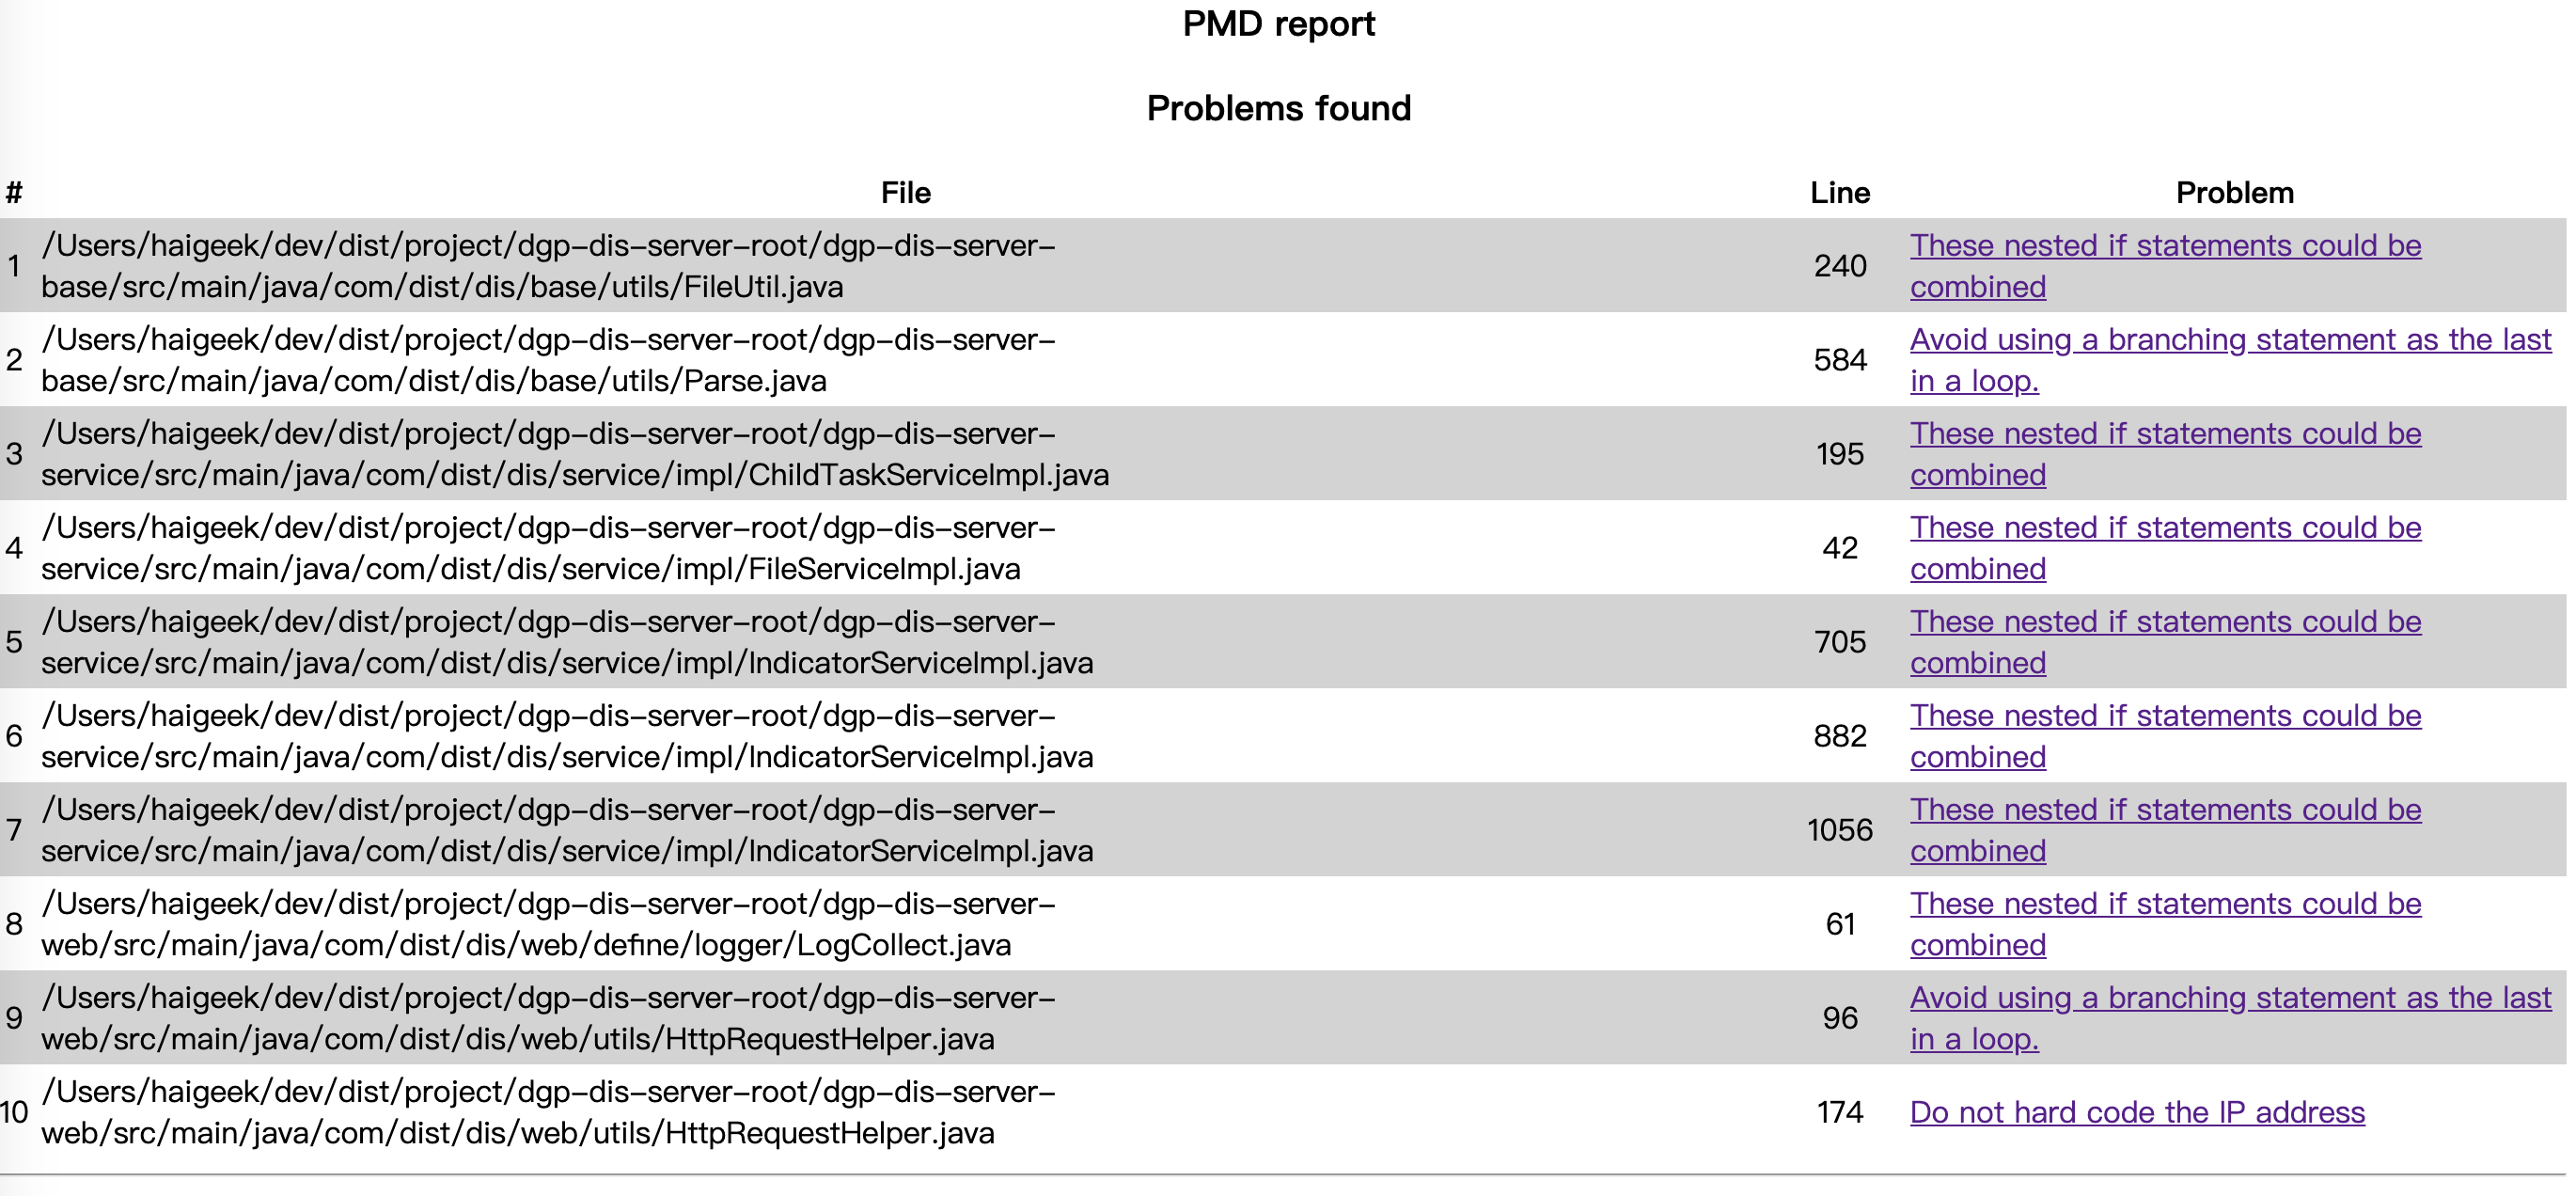 PMD report
Problems found
# File Line Problem
1 /Users/haigeek/dev/dist/project/dgp-dis-server-root/dgp-dis-server-
base/src/main/java/com/dist/dis/base/utils/FileUtil.java 240 These nested if statements could be
combined
2 /Users/haigeek/dev/dist/project/dgp-dis-server-root/dgp-dis-server-
base/src/main/java/com/dist/dis/base/utils/Parse.java 584 Avoid using a branching statement as the last
in a loop.
3 /Users/haigeek/dev/dist/project/dgp-dis-server-root/dgp-dis-server-
service/src/main/java/com/dist/dis/service/impl/ChildTaskServiceImpl.java 195 These nested if statements could be
combined
4 /Users/haigeek/dev/dist/project/dgp-dis-server-root/dgp-dis-server-
service/src/main/java/com/dist/dis/service/impl/FileServiceImpl.java 42 These nested if statements could be
combined
5 /Users/haigeek/dev/dist/project/dgp-dis-server-root/dgp-dis-server-
service/src/main/java/com/dist/dis/service/impl/IndicatorServiceImpl.java 705 These nested if statements could be
combined
6 /Users/haigeek/dev/dist/project/dgp-dis-server-root/dgp-dis-server-
service/src/main/java/com/dist/dis/service/impl/IndicatorServiceImpl.java 882 These nested if statements could be
combined
7 /Users/haigeek/dev/dist/project/dgp-dis-server-root/dgp-dis-server-
service/src/main/java/com/dist/dis/service/impl/IndicatorServiceImpl.java 1056 These nested if statements could be
combined
8 /Users/haigeek/dev/dist/project/dgp-dis-server-root/dgp-dis-server-
web/src/main/java/com/dist/dis/web/define/logger/LogCollect.java 61 These nested if statements could be
combined
9 /Users/haigeek/dev/dist/project/dgp-dis-server-root/dgp-dis-server-
web/src/main/java/com/dist/dis/web/utils/HttpRequestHelper.java 96 Avoid using a branching statement as the last
in a loop.
10 /Users/haigeek/dev/dist/project/dgp-dis-server-root/dgp-dis-server-
web/src/main/java/com/dist/dis/web/utils/HttpRequestHelper.java 174 Do not hard code the IP address